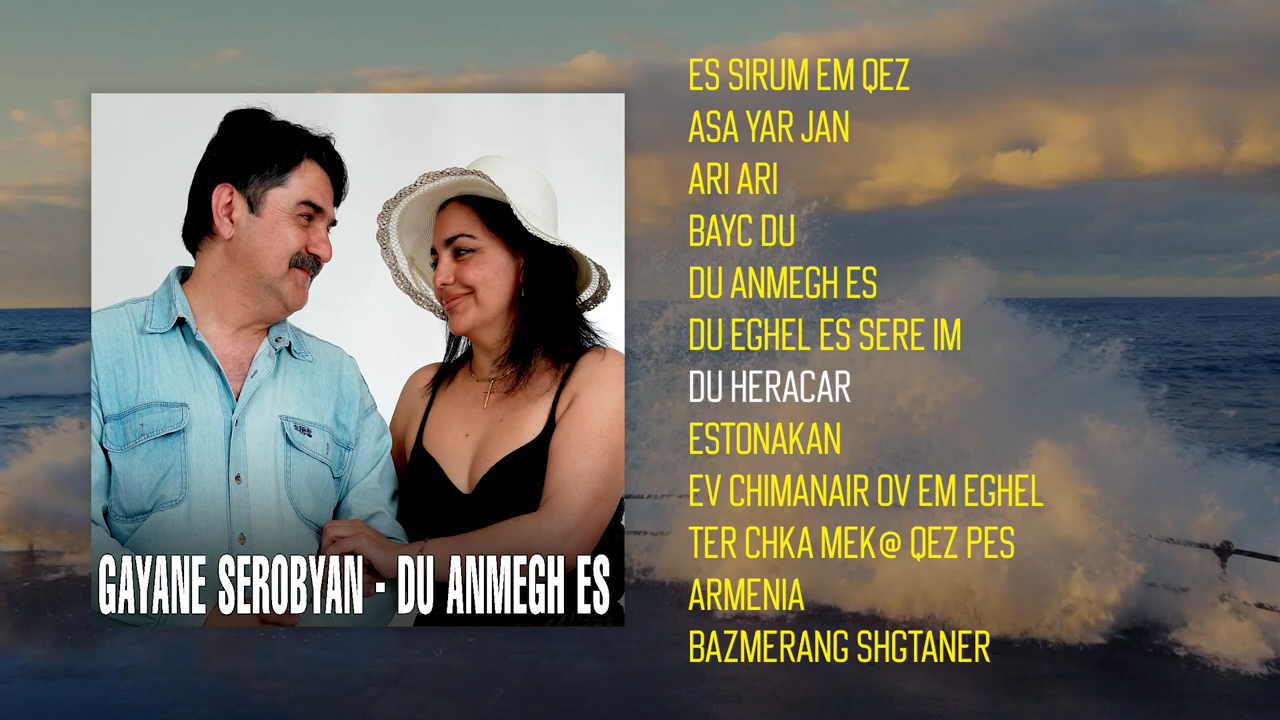 GAYANE SEROBYAN · DU ANMEGH ES
ES SIRUM EM QEZ
ASA YAR JAN
ARI ARI
BAYC DU
DU ANMEGH ES
DU EGHEL ES SERE IM
DU HERACAR
ESTONAKAN
EV CHIMANAIR OV EM EGHEL
TER CHKA MEK@ QEZ PES
ARMENIA
BAZMERANG SHGTANER